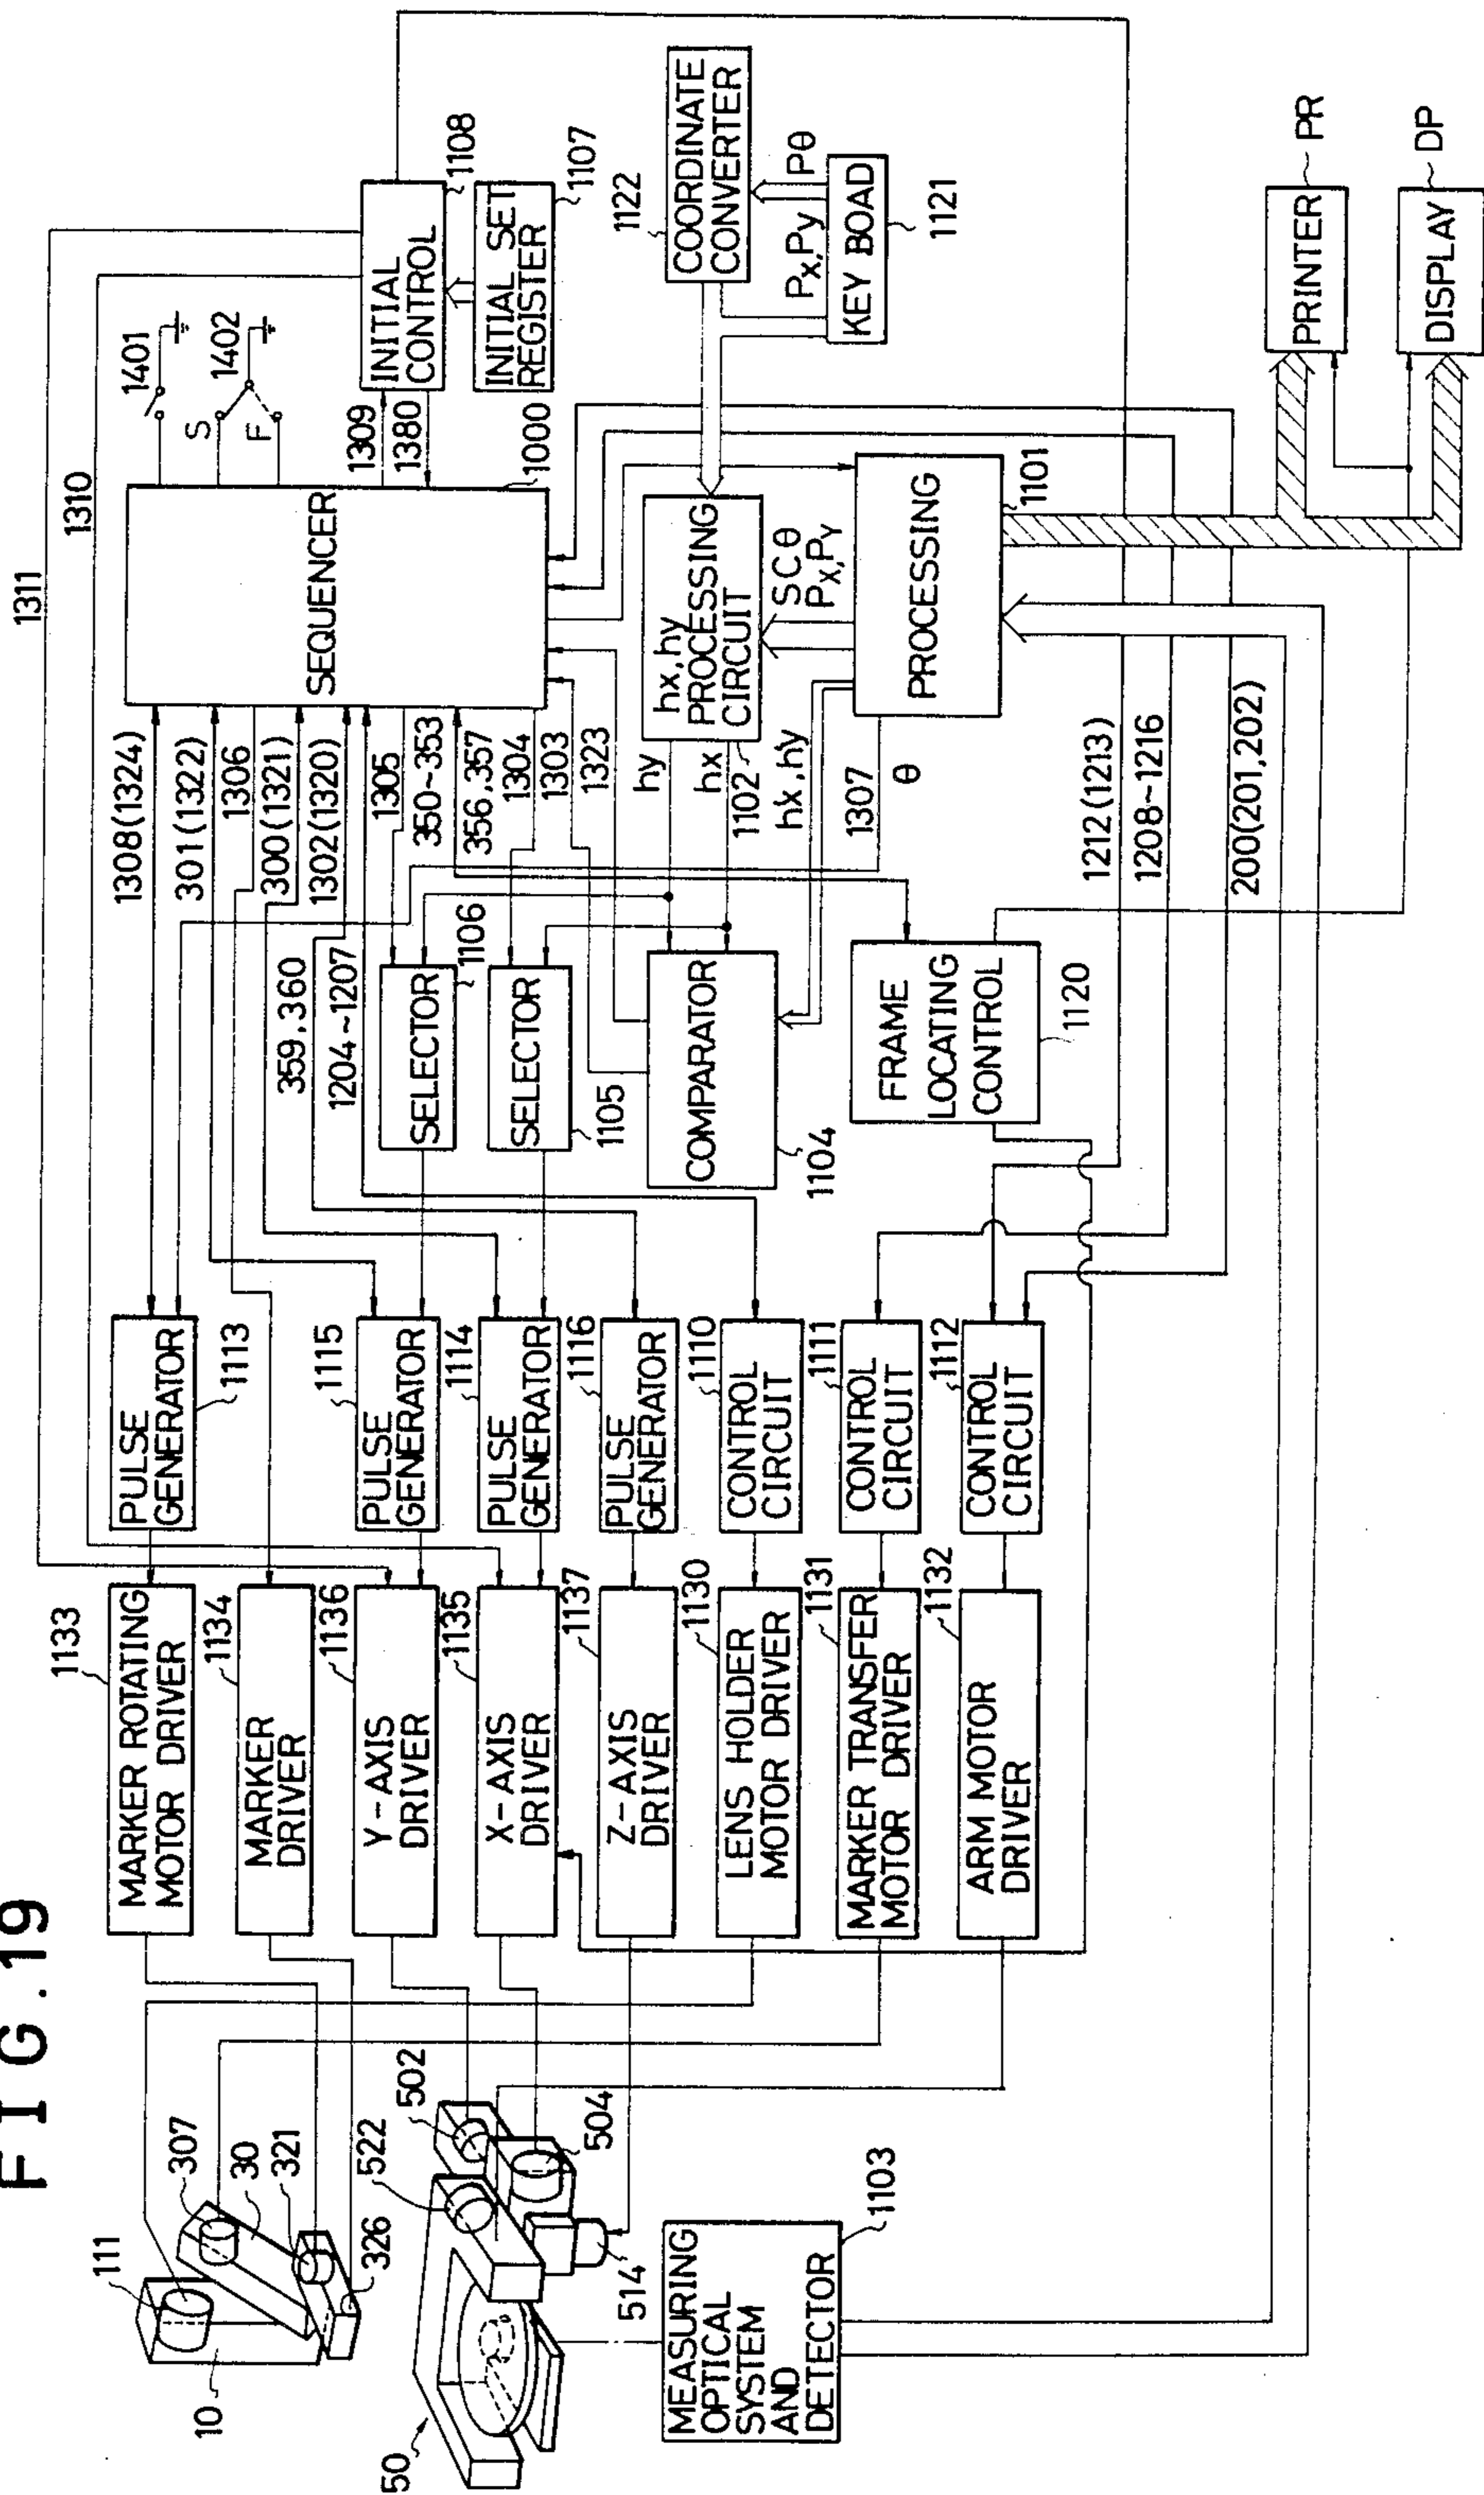 FIG.19
1311
1310
1401
1402
S
F
1309
1380
INITIAL
CONTROL
1108
INITIAL SET
REGISTER
1107
SEQUENCER
1000
1308(1324)
301(1322)
1306
300(1321)
1302(1320)
359,360
1204~1207
1305
350~353
356,357
1304
1303
1323
COORDINATE
CONVERTER
1122
Px,Py
Pθ
KEY BOAD
1121
hx,hy
PROCESSING
CIRCUIT
1102
hy
hx
SCθ
Px,Py
PROCESSING
1101
h'x,h'y
1307
θ
PRINTER
PR
DISPLAY
DP
1212(1213)
1208~1216
200(201,202)
SELECTOR
1106
SELECTOR
1105
COMPARATOR
1104
FRAME
LOCATING
CONTROL
1120
PULSE
GENERATOR
1113
PULSE
GENERATOR
1115
PULSE
GENERATOR
1114
PULSE
GENERATOR
1116
CONTROL
CIRCUIT
1110
CONTROL
CIRCUIT
1111
CONTROL
CIRCUIT
1112
MARKER ROTATING
MOTOR DRIVER
1133
MARKER
DRIVER
1134
Y-AXIS
DRIVER
1136
X-AXIS
DRIVER
1135
Z-AXIS
DRIVER
1137
LENS HOLDER
MOTOR DRIVER
1130
MARKER TRANSFER
MOTOR DRIVER
1131
ARM MOTOR
DRIVER
1132
111
307
30
321
326
10
50
522
502
504
514
MEASURING
OPTICAL
SYSTEM
AND
DETECTOR
1103